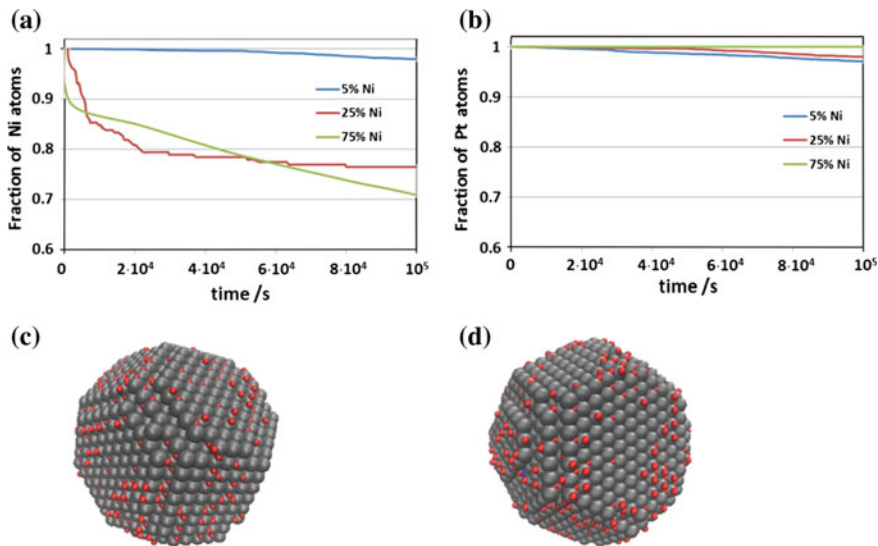 (a)
Fraction of Ni atoms
1
0.9
0.8
0.7
0.6
5% Ni
25% Ni
75% Ni
0
2·10⁴
4·10⁴
6·10⁴
8·10⁴
10⁵
time /s
(b)
Fraction of Pt atoms
1
0.9
0.8
0.7
0.6
5% Ni
25% Ni
75% Ni
0
2·10⁴
4·10⁴
6·10⁴
8·10⁴
10⁵
time /s
(c)
(d)